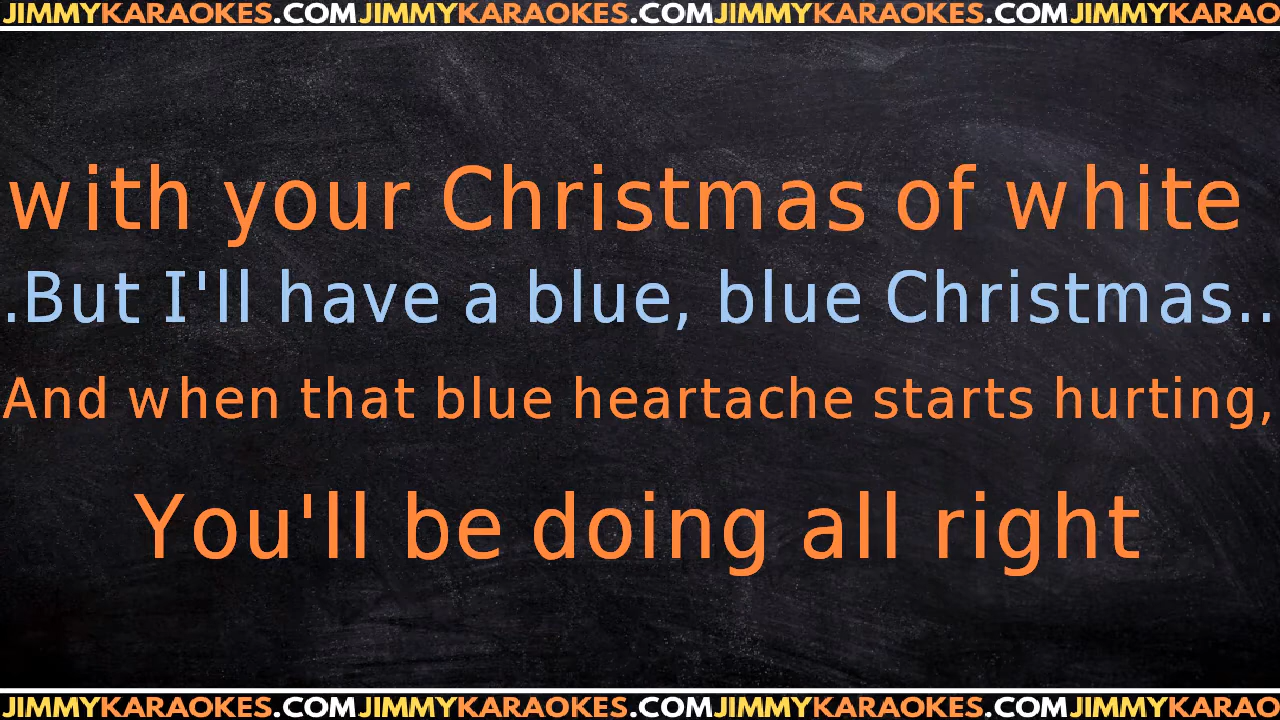 JIMMYKARAOKES.COMJIMMYKARAOKES.COMJIMMYKARAOKES.COMJIMMYKARAO
with your Christmas of white
.But I'll have a blue, blue Christmas..
And when that blue heartache starts hurting,
You'll be doing all right
JIMMYKARAOKES.COMJIMMYKARAOKES.COMJIMMYKARAOKES.COMJIMMYKARAO